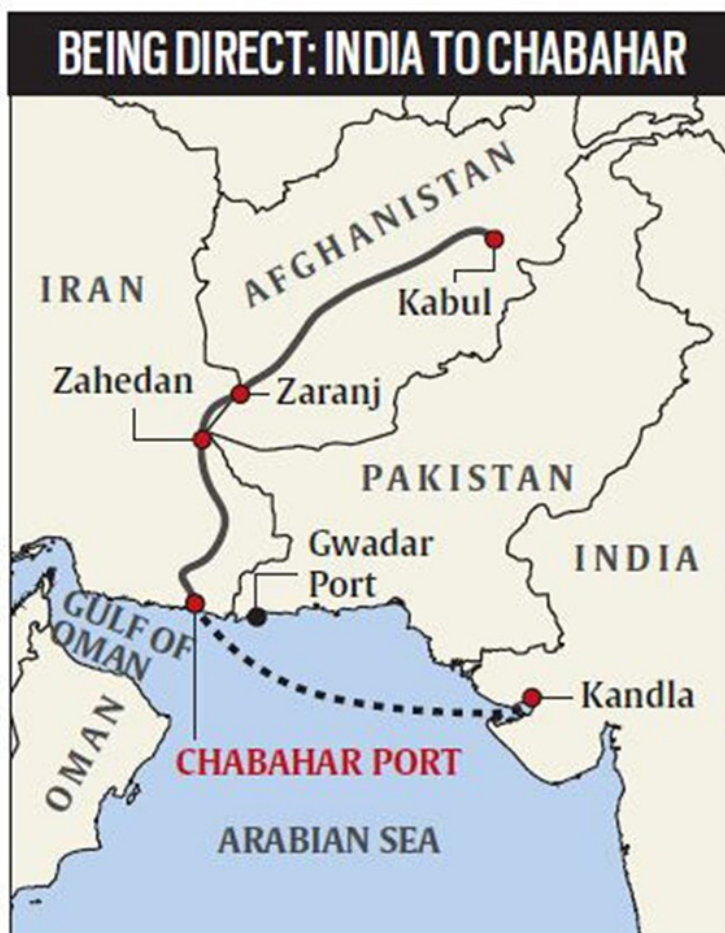 BEING DIRECT: INDIA TO CHABAHAR
AFGHANISTAN
IRAN
Kabul
Zahedan
Zaranj
PAKISTAN
Gwadar
Port
INDIA
GULF OF
OMAN
Kandla
OMAN
CHABAHAR PORT
ARABIAN SEA